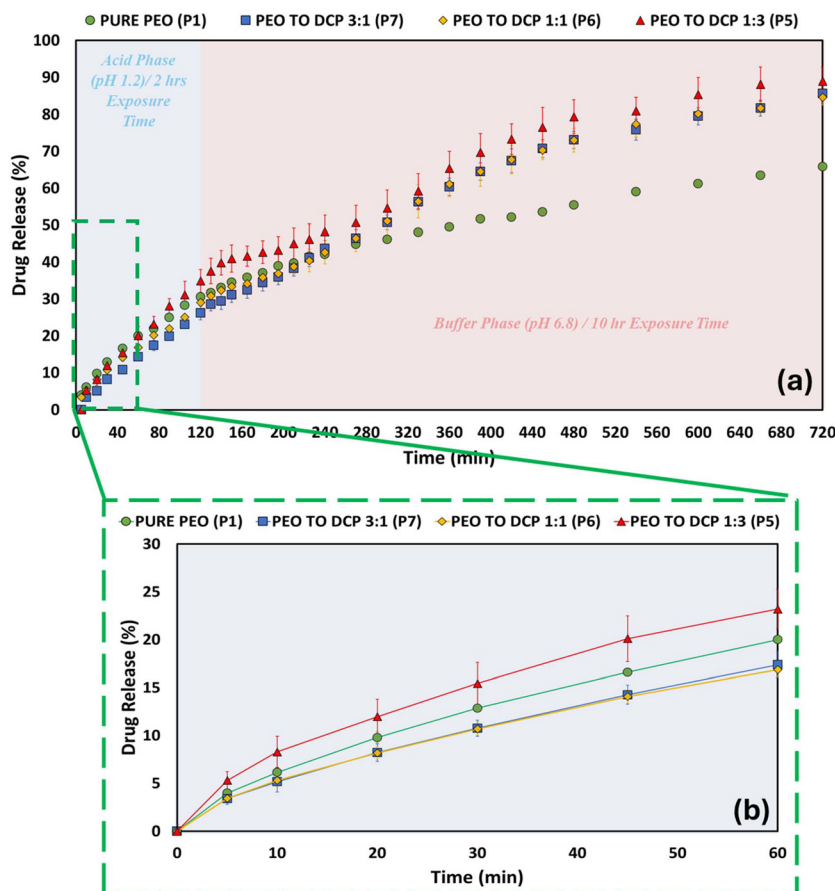 PURE PEO (P1) PEO TO DCP 3:1 (P7) PEO TO DCP 1:1 (P6) PEO TO DCP 1:3 (P5)
100
90
80
70
60
50
40
30
20
10
0
Drug Release (%)
Acid Phase
(pH 1.2)/ 2 hrs
Exposure
Time
Buffer Phase (pH 6.8) / 10 hr Exposure Time
(a)
0 40 80 120 160 200 240 280 320 360 400 440 480 520 560 600 640 680 720
Time (min)
PURE PEO (P1) PEO TO DCP 3:1 (P7) PEO TO DCP 1:1 (P6) PEO TO DCP 1:3 (P5)
30
25
20
15
10
5
0
Drug Release (%)
(b)
0 10 20 30 40 50 60
Time (min)